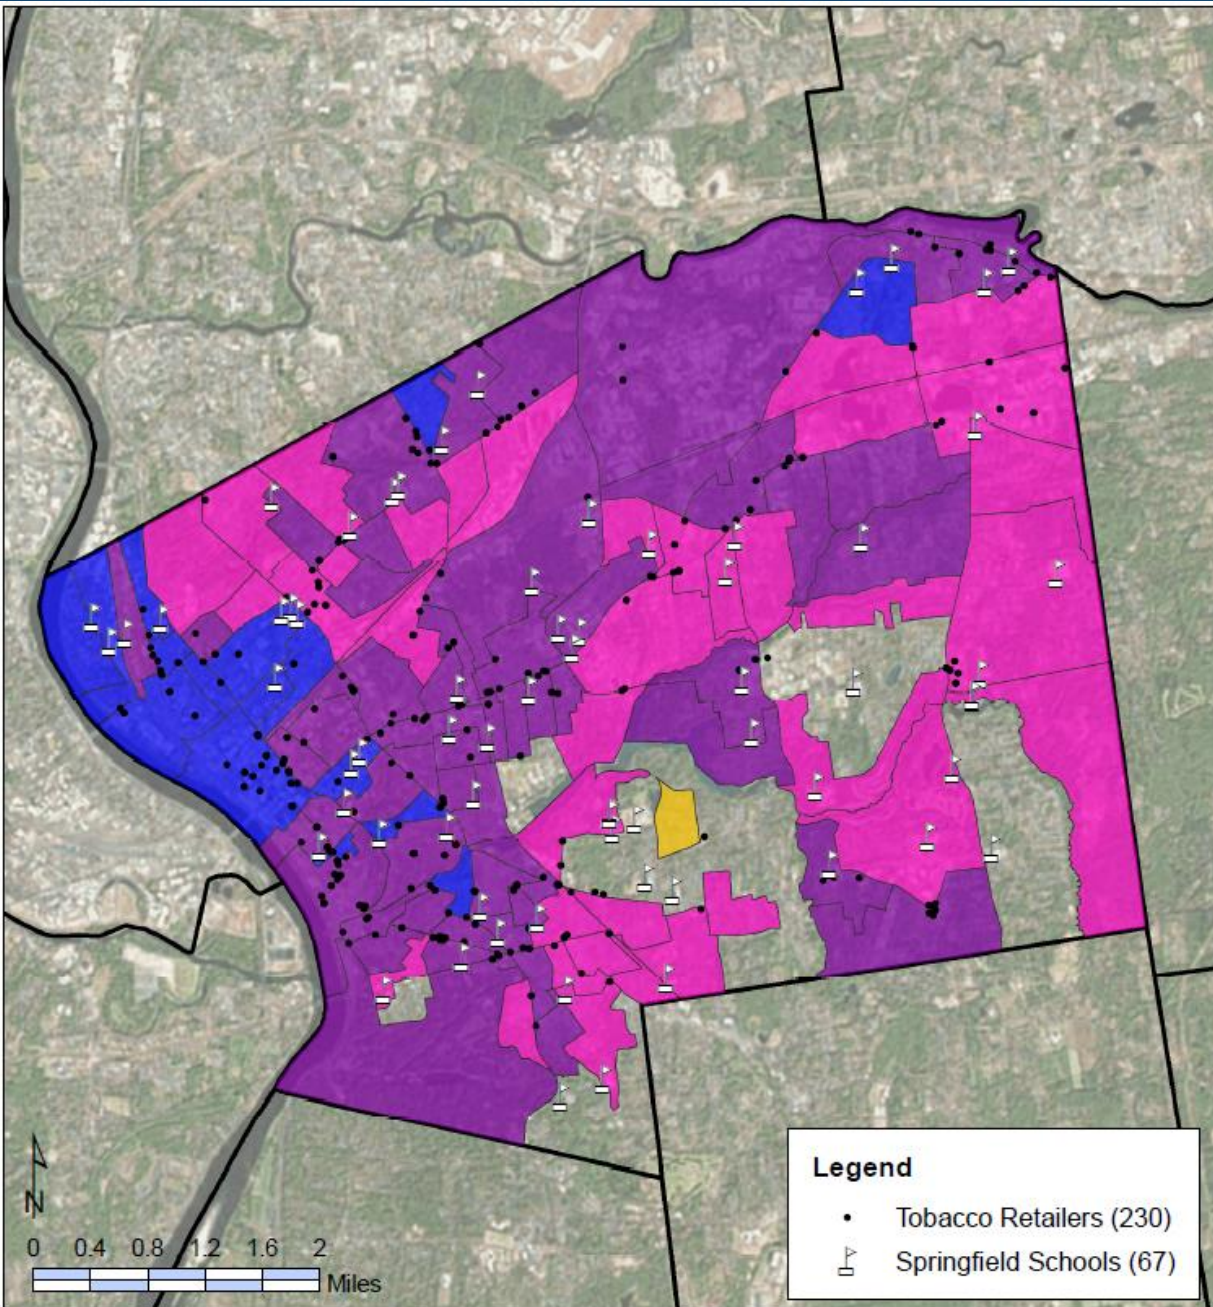 N
0 0.4 0.8 1.2 1.6 2
Miles
Legend
Tobacco Retailers (230)
Springfield Schools (67)